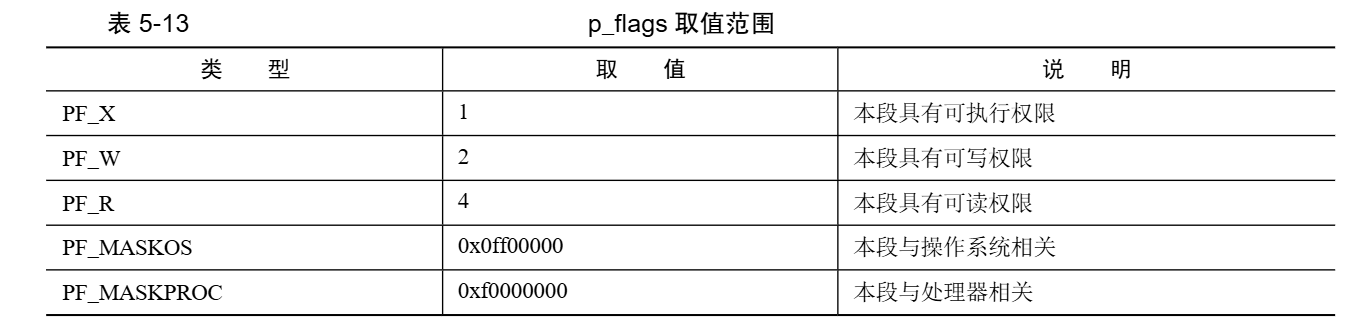 表 5-13 p_flags 取值范围
类 型 取 值 说 明
PF_X 1 本段具有可执行权限
PF_W 2 本段具有可写权限
PF_R 4 本段具有可读权限
PF_MASKOS 0x0ff00000 本段与操作系统相关
PF_MASKPROC 0xf0000000 本段与处理器相关